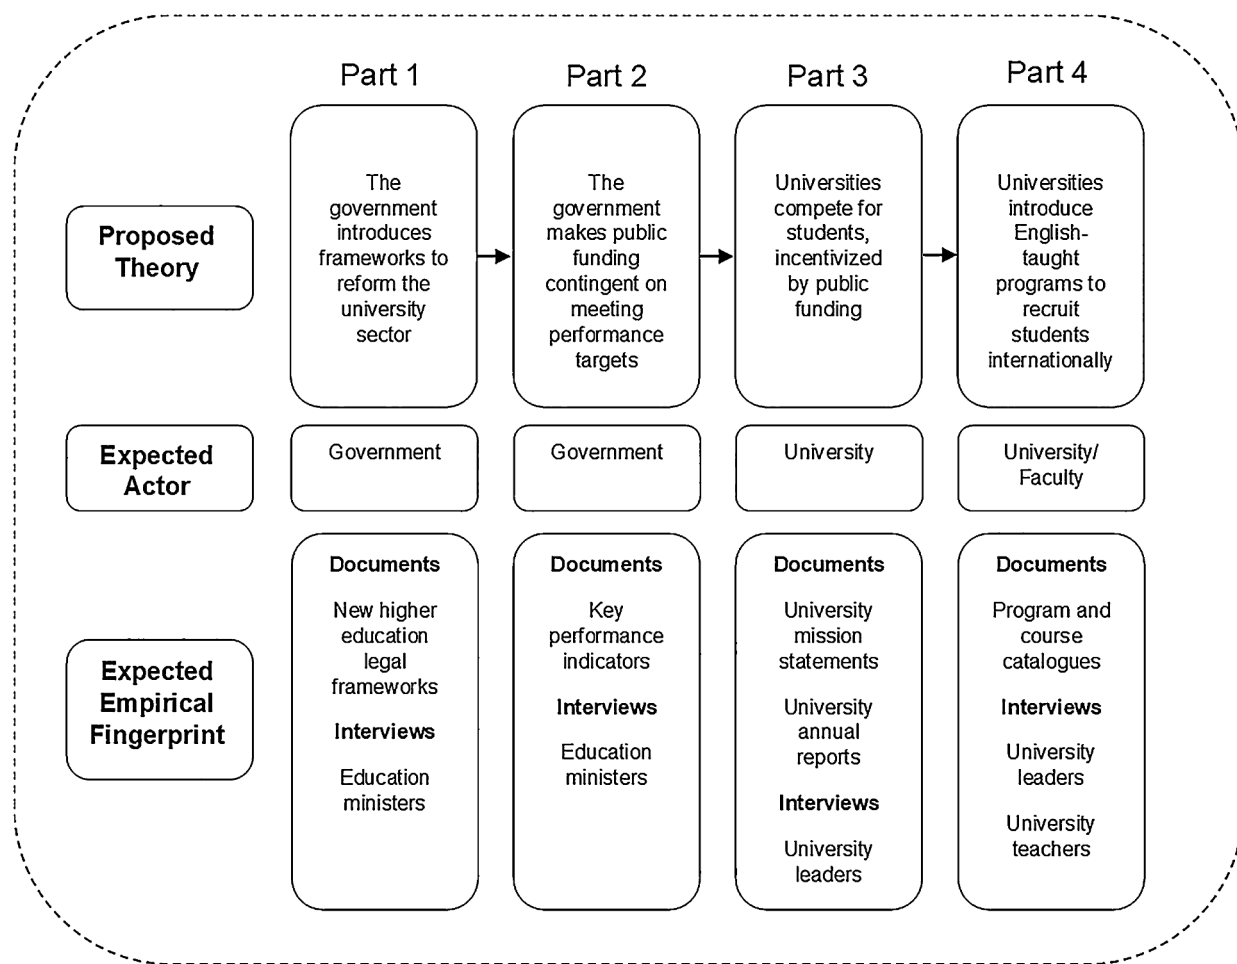 Part 1
Part 2
Part 3
Part 4
Proposed
Theory
The
government
introduces
frameworks to
reform the
university
sector
The
government
makes public
funding
contingent on
meeting
performance
targets
Universities
compete for
students,
incentivized
by public
funding
Universities
introduce
English-
taught
programs to
recruit
students
internationally
Expected
Actor
Government
Government
University
University/
Faculty
Expected
Empirical
Fingerprint
Documents
New higher
education
legal
frameworks
Interviews
Education
ministers
Documents
Key
performance
indicators
Interviews
Education
ministers
Documents
University
mission
statements
University
annual
reports
Interviews
University
leaders
Documents
Program and
course
catalogues
Interviews
University
leaders
University
teachers